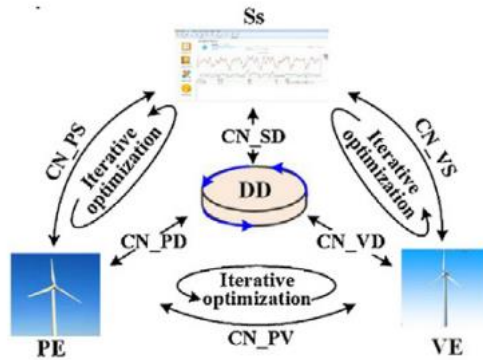 Ss
CN_PS
Iterative
optimization
CN_SD
Iterative
optimization
CN_VS
DD
CN_PD
CN_VD
Iterative
optimization
PE
CN_PV
VE